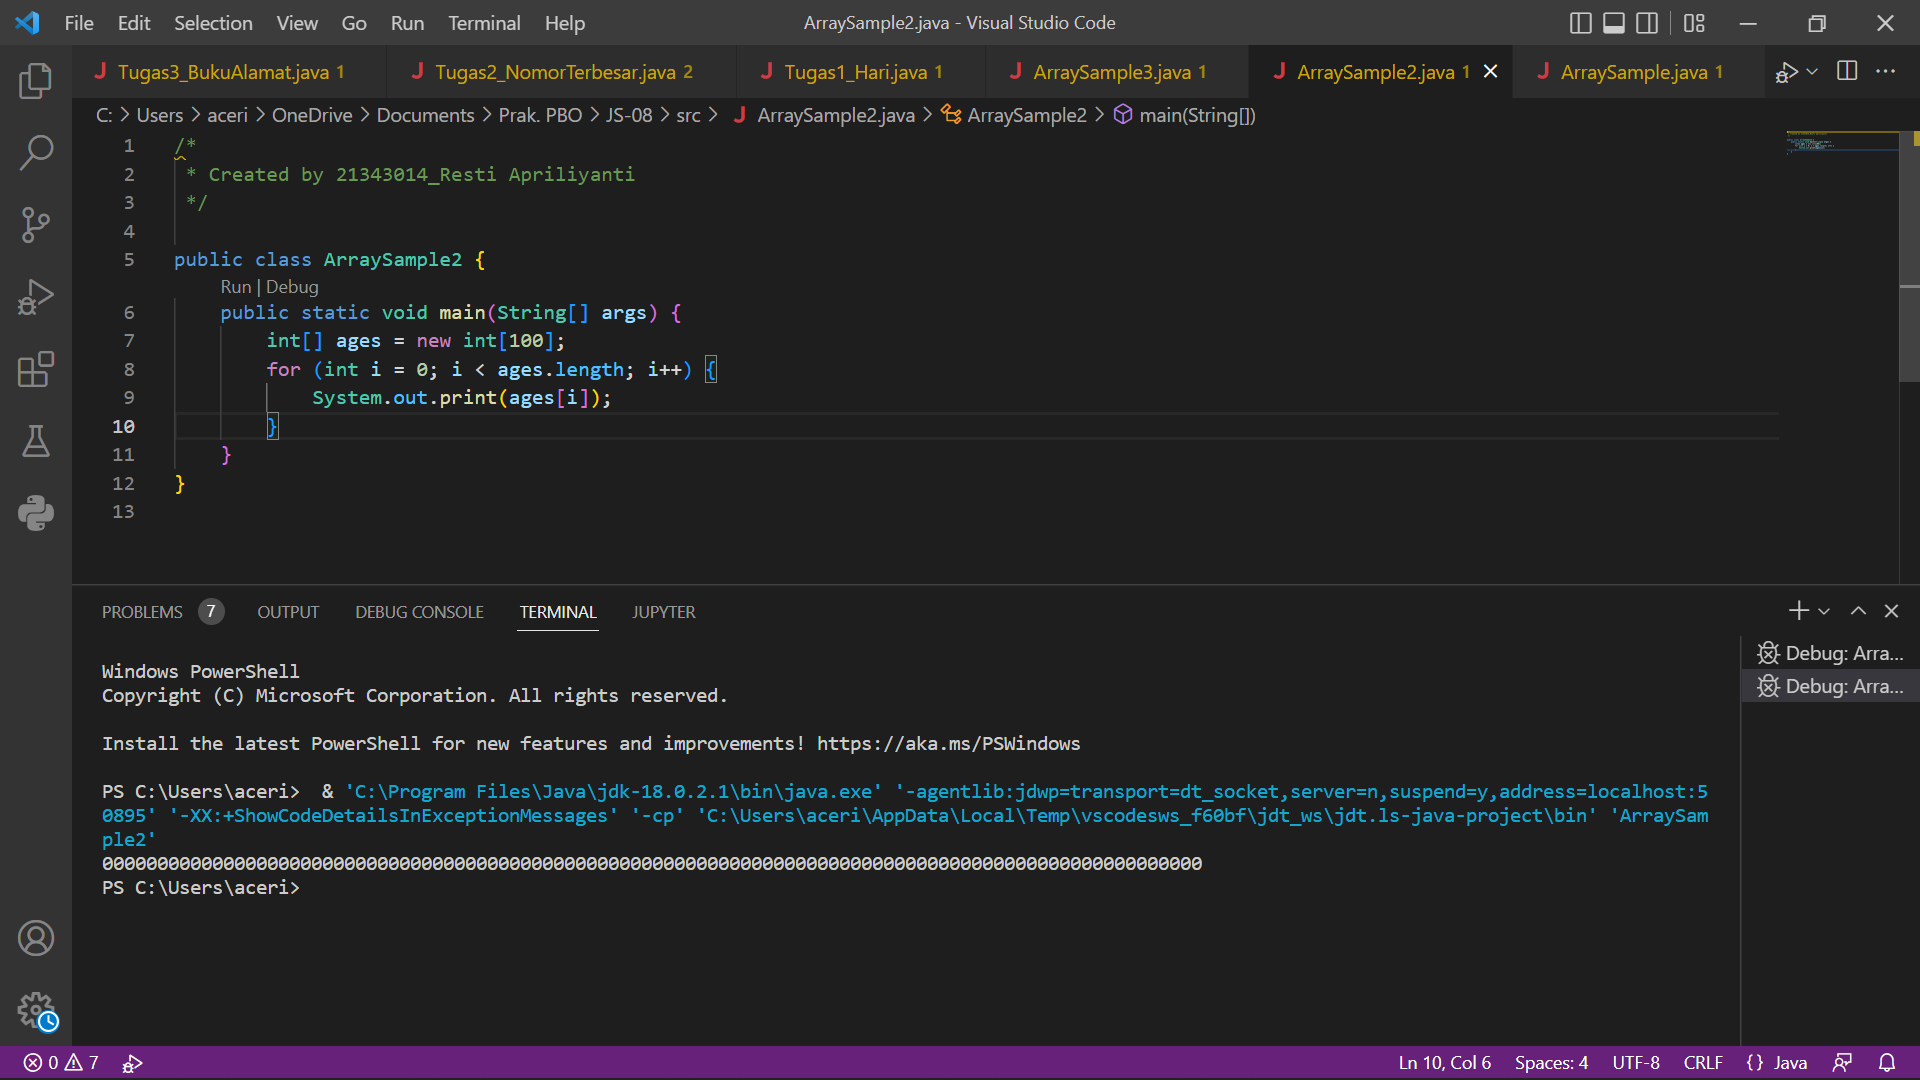 File Edit Selection View Go Run Terminal Help ArraySample2.java - Visual Studio Code
J Tugas3_BukuAlamat.java 1 J Tugas2_NomorTerbesar.java 2 J Tugas1_Hari.java 1 J ArraySample3.java 1 J ArraySample2.java 1 J ArraySample.java 1
C: > Users > aceri > OneDrive > Documents > Prak. PBO > JS-08 > src > J ArraySample2.java > ArraySample2 > main(String[])
1 /*
2 * Created by 21343014_Resti Apriliyanti
3 */
4
5 public class ArraySample2 {
Run | Debug
6 public static void main(String[] args) {
7 int[] ages = new int[100];
8 for (int i = 0; i < ages.length; i++) {
9 System.out.print(ages[i]);
10 }
11 }
12 }
13
PROBLEMS 7 OUTPUT DEBUG CONSOLE TERMINAL JUPYTER
Debug: Arra...
Debug: Arra...
Windows PowerShell
Copyright (C) Microsoft Corporation. All rights reserved.
Install the latest PowerShell for new features and improvements! https://aka.ms/PSWindows
PS C:\Users\aceri>  & 'C:\Program Files\Java\jdk-18.0.2.1\bin\java.exe' '-agentlib:jdwp=transport=dt_socket,server=n,suspend=y,address=localhost:5
0895' '-XX:+ShowCodeDetailsInExceptionMessages' '-cp' 'C:\Users\aceri\AppData\Local\Temp\vscodesws_f60bf\jdt_ws\jdt.ls-java-project\bin' 'ArraySam
ple2'
0000000000000000000000000000000000000000000000000000000000000000000000000000000000000000000000000000
PS C:\Users\aceri>
0 7 Ln 10, Col 6 Spaces: 4 UTF-8 CRLF {} Java